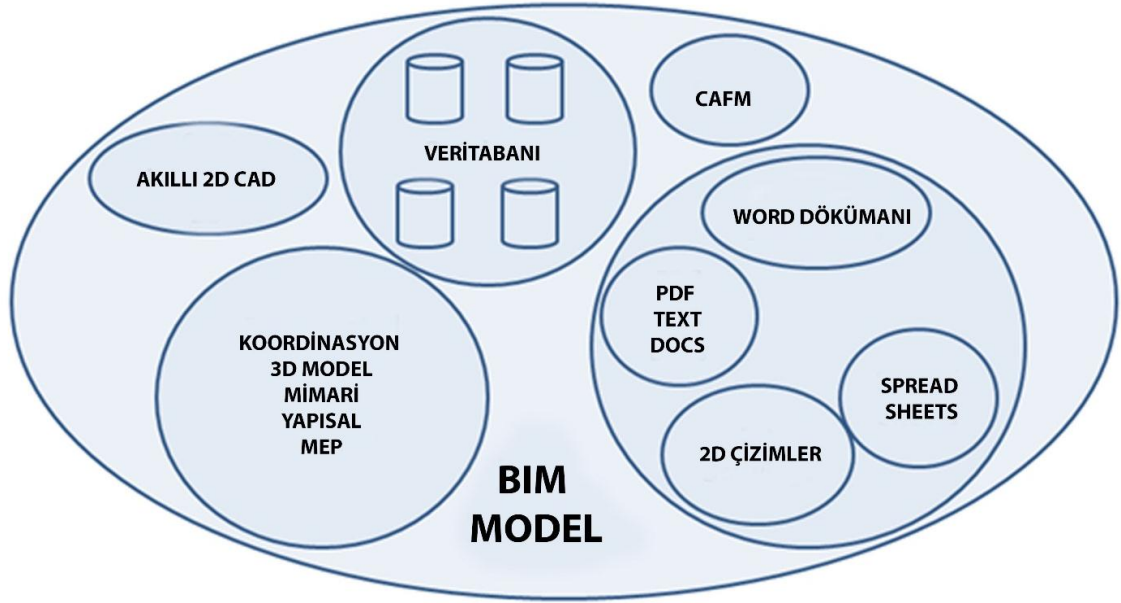 CAFM
VERİTABANI
AKILLI 2D CAD
WORD DÖKÜMANI
PDF
TEXT
DOCS
KOORDİNASYON
3D MODEL
MİMARİ
YAPISAL
MEP
SPREAD
SHEETS
2D ÇİZİMLER
BIM
MODEL